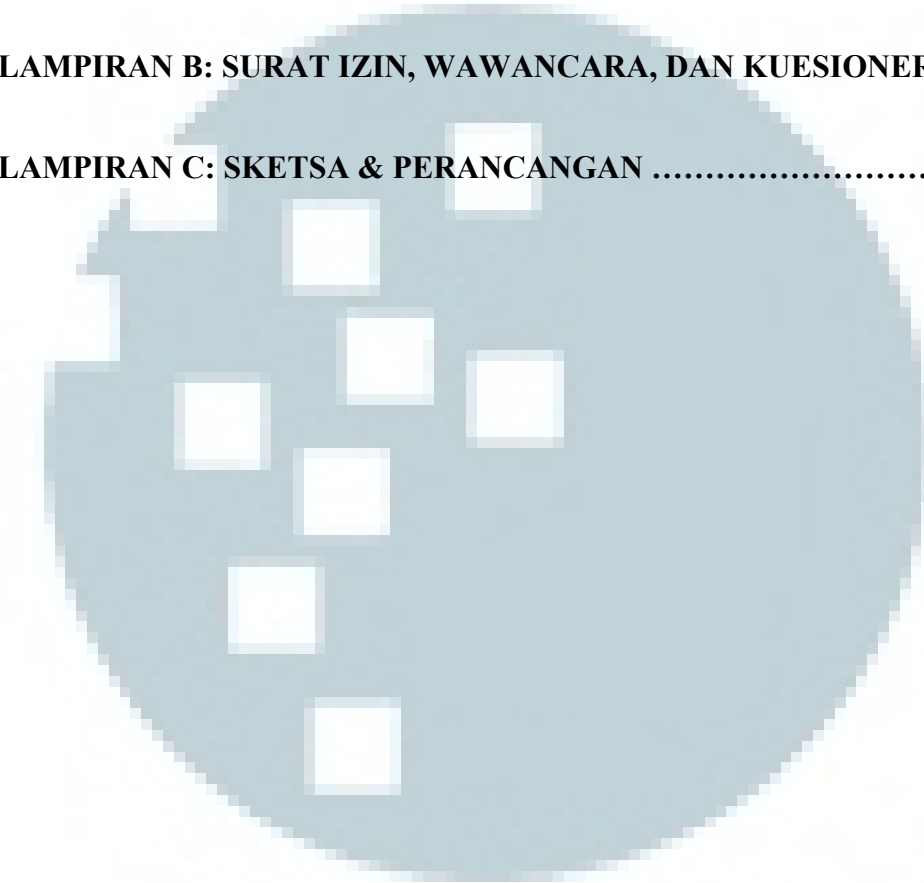 LAMPIRAN B: SURAT IZIN, WAWANCARA, DAN KUESIONER
LAMPIRAN C: SKETSA & PERANCANGAN ..........................